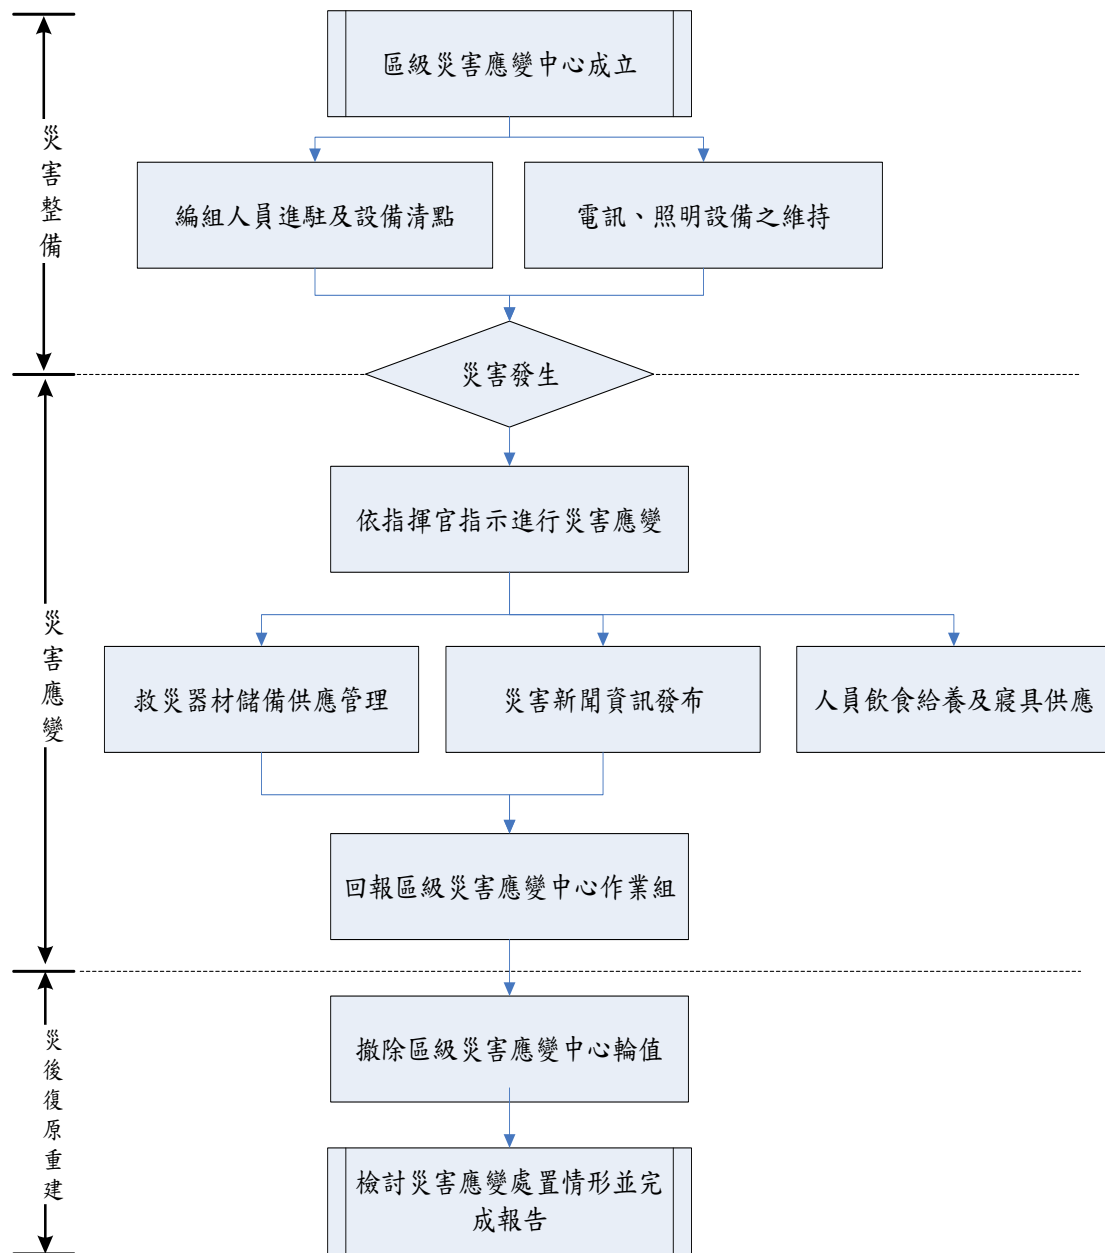 區級災害應變中心成立
災害整備
編組人員進駐及設備清點
電訊、照明設備之維持
災害發生
依指揮官指示進行災害應變
災害應變
救災器材儲備供應管理
災害新聞資訊發布
人員飲食給養及寢具供應
回報區級災害應變中心作業組
撤除區級災害應變中心輪值
災後復原重建
檢討災害應變處置情形並完
成報告